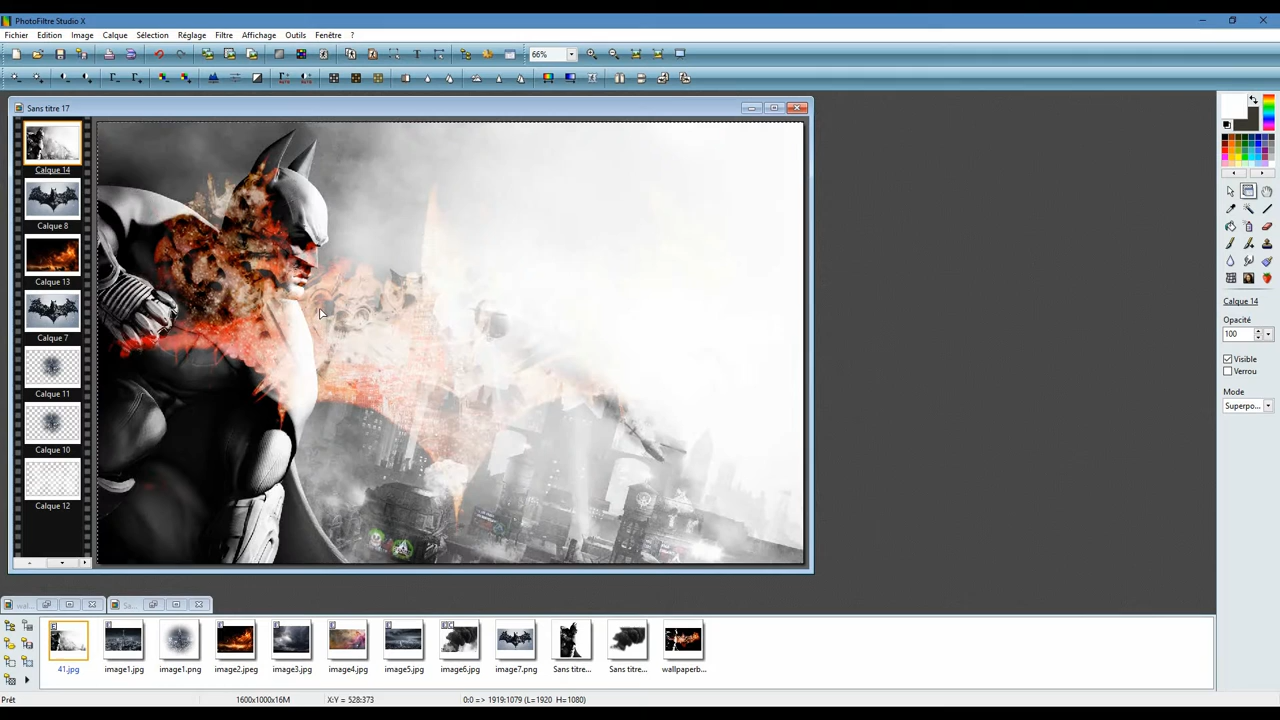 PhotoFiltre Studio X
Fichier Edition Image Calque Sélection Réglage Filtre Affichage Outils Fenêtre ?
66%
Sans titre 17
Calque 14
Calque 8
Calque 13
Calque 7
Calque 11
Calque 10
Calque 12
Calque 14
Opacité
100
Visible
Verrou
Mode
Superpo...
wal... Sa...
41.jpg image1.jpg image1.png image2.jpeg image3.jpg image4.jpg image5.jpg image6.jpg image7.png Sans titre... Sans titre... wallpaperb...
Prêt 1600x1000x16M X:Y = 528:373 0:0 => 1919:1079 (L=1920 H=1080)